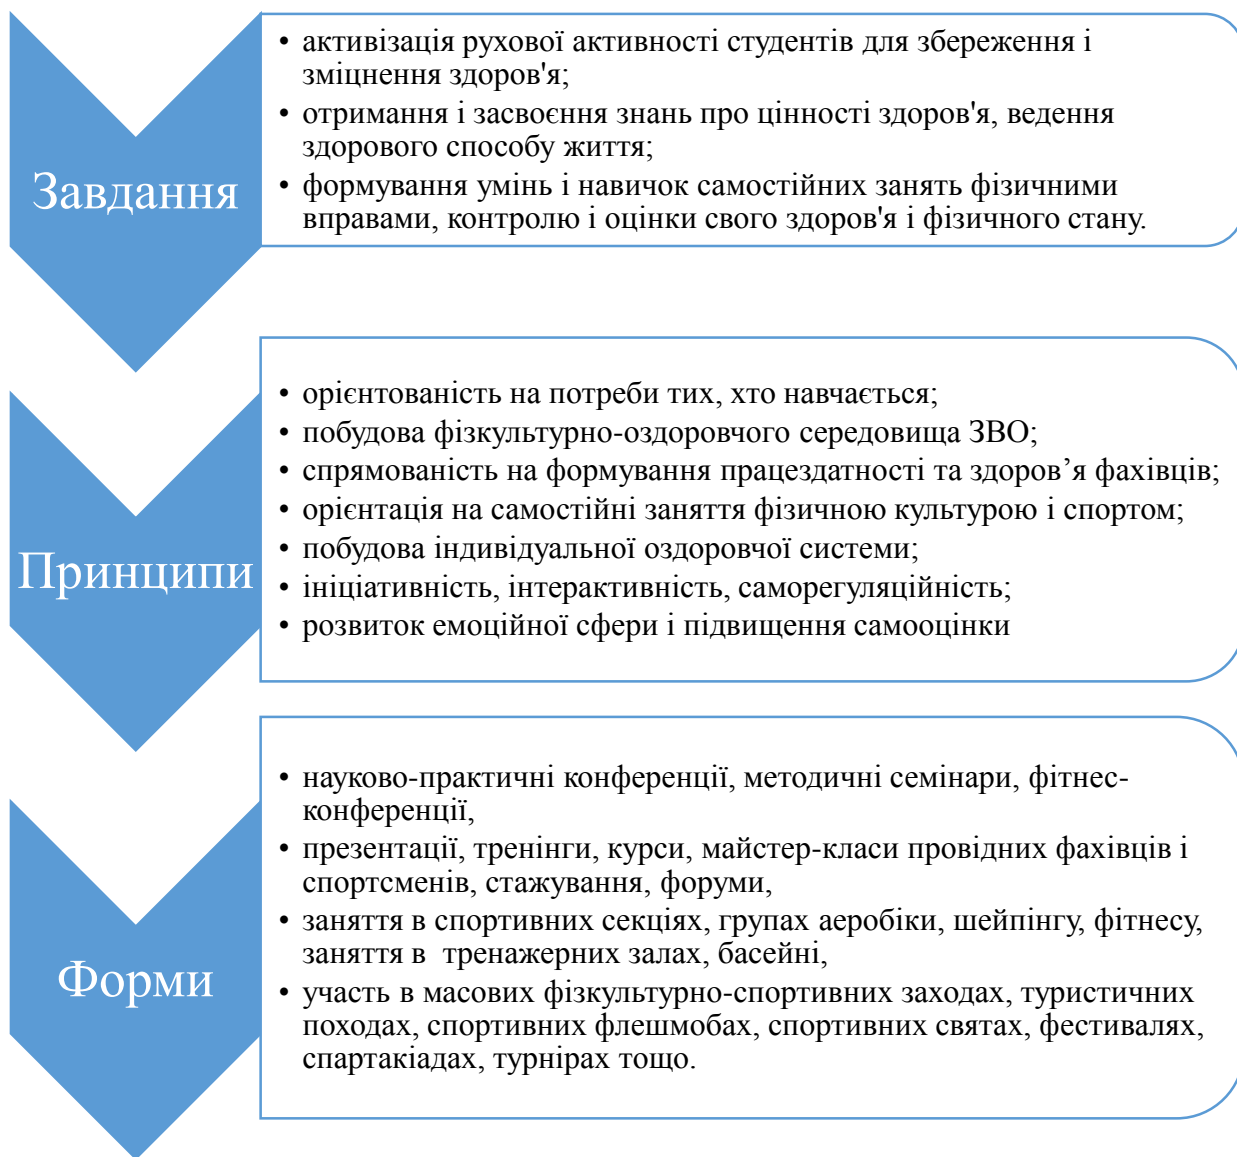 Завдання
• активізація рухової активності студентів для збереження і
зміцнення здоров'я;
• отримання і засвоєння знань про цінності здоров'я, ведення
здорового способу життя;
• формування умінь і навичок самостійних занять фізичними
вправами, контролю і оцінки свого здоров'я і фізичного стану.
Принципи
• орієнтованість на потреби тих, хто навчається;
• побудова фізкультурно-оздоровчого середовища ЗВО;
• спрямованість на формування працездатності та здоров’я фахівців;
• орієнтація на самостійні заняття фізичною культурою і спортом;
• побудова індивідуальної оздоровчої системи;
• ініціативність, інтерактивність, саморегуляційність;
• розвиток емоційної сфери і підвищення самооцінки
Форми
• науково-практичні конференції, методичні семінари, фітнес-
конференції,
• презентації, тренінги, курси, майстер-класи провідних фахівців і
спортсменів, стажування, форуми,
• заняття в спортивних секціях, групах аеробіки, шейпінгу, фітнесу,
заняття в  тренажерних залах, басейні,
• участь в масових фізкультурно-спортивних заходах, туристичних
походах, спортивних флешмобах, спортивних святах, фестивалях,
спартакіадах, турнірах тощо.